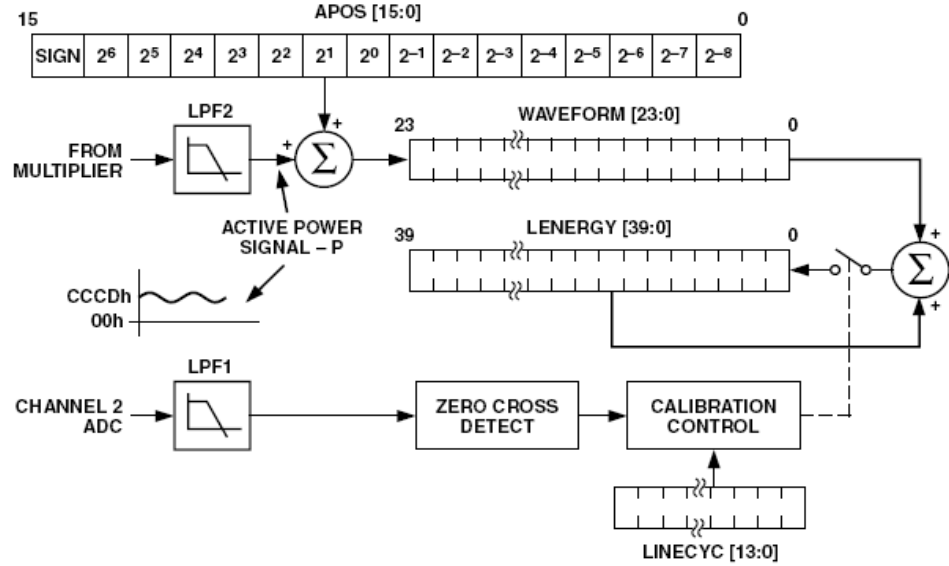 APOS [15:0]
15 0
SIGN 2⁶ 2⁵ 2⁴ 2³ 2² 2¹ 2⁰ 2⁻¹ 2⁻² 2⁻³ 2⁻⁴ 2⁻⁵ 2⁻⁶ 2⁻⁷ 2⁻⁸
LPF2
+
+
Σ
FROM
MULTIPLIER
WAVEFORM [23:0]
23 0
ACTIVE POWER
SIGNAL – P
LENERGY [39:0]
39 0
+
Σ
+
CCCDh
00h
LPF1
CHANNEL 2
ADC
ZERO CROSS
DETECT
CALIBRATION
CONTROL
LINECYC [13:0]